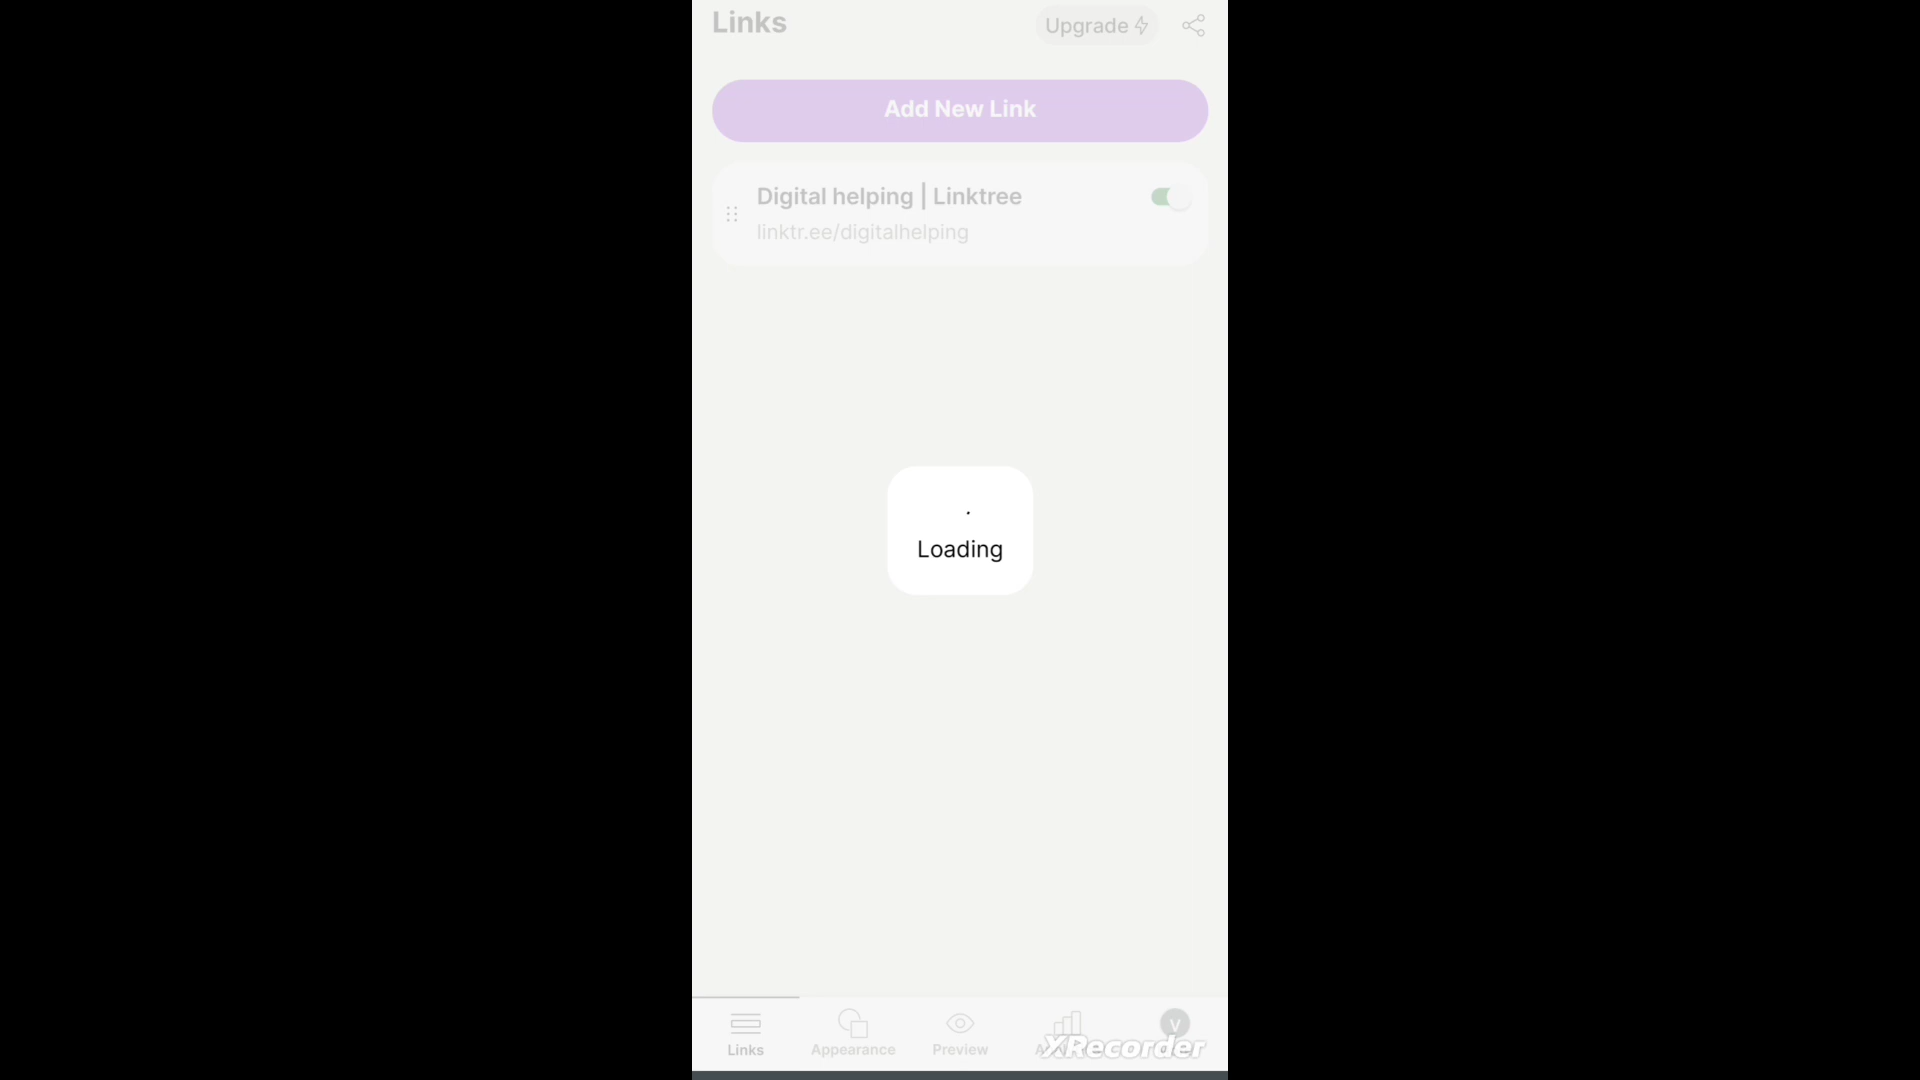 Links
Upgrade
Add New Link
Digital helping | Linktree
linktr.ee/digitalhelping
Loading
Links
Appearance
Preview
V
XRecorder